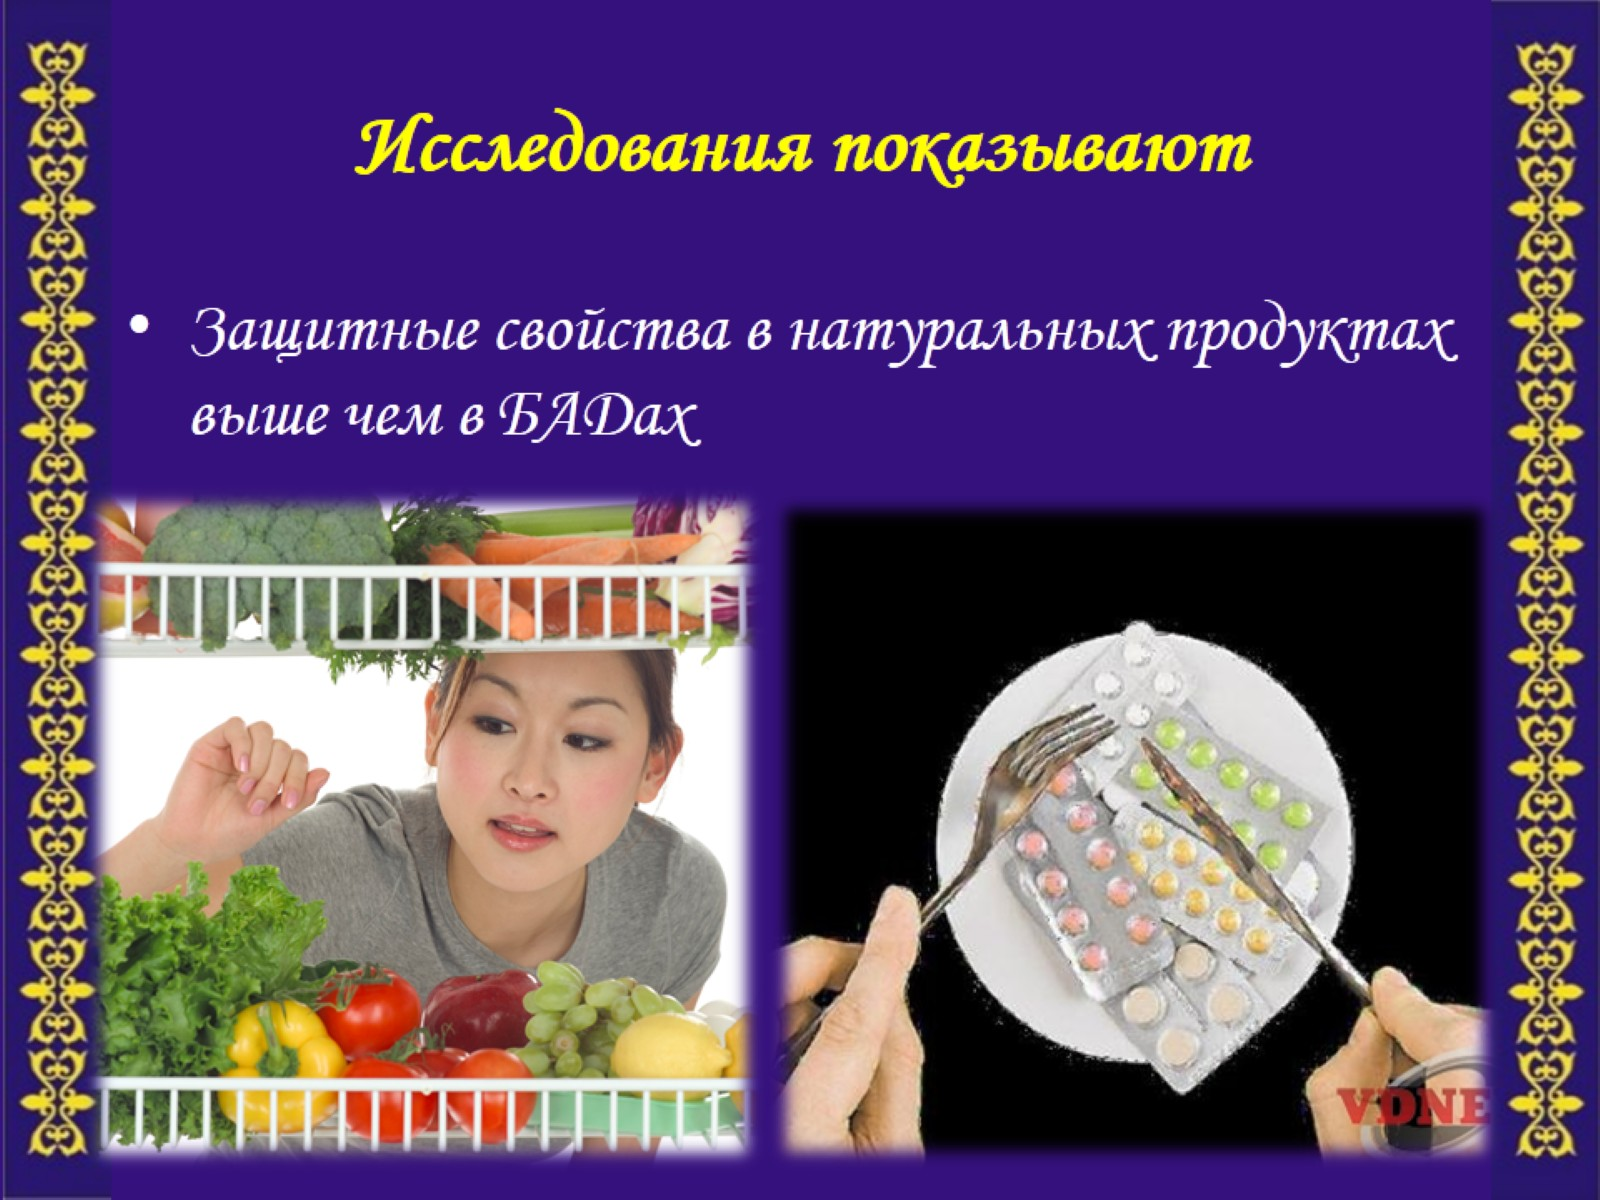 Исследования показывают
• Защитные свойства в натуральных продуктах
выше чем в БАДах
VDNE